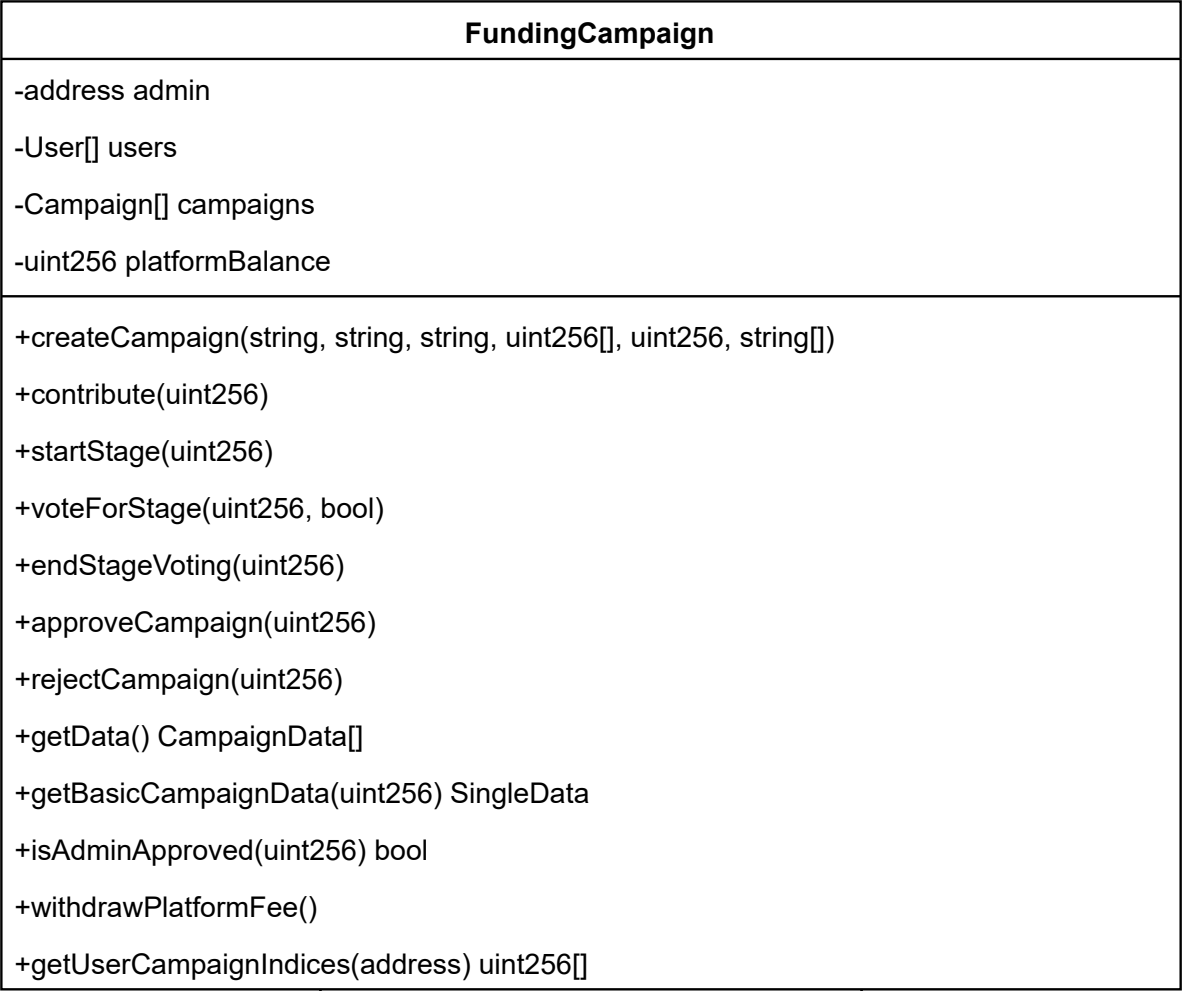 FundingCampaign
-address admin
-User[] users
-Campaign[] campaigns
-uint256 platformBalance
+createCampaign(string, string, string, uint256[], uint256, string[])
+contribute(uint256)
+startStage(uint256)
+voteForStage(uint256, bool)
+endStageVoting(uint256)
+approveCampaign(uint256)
+rejectCampaign(uint256)
+getData() CampaignData[]
+getBasicCampaignData(uint256) SingleData
+isAdminApproved(uint256) bool
+withdrawPlatformFee()
+getUserCampaignIndices(address) uint256[]